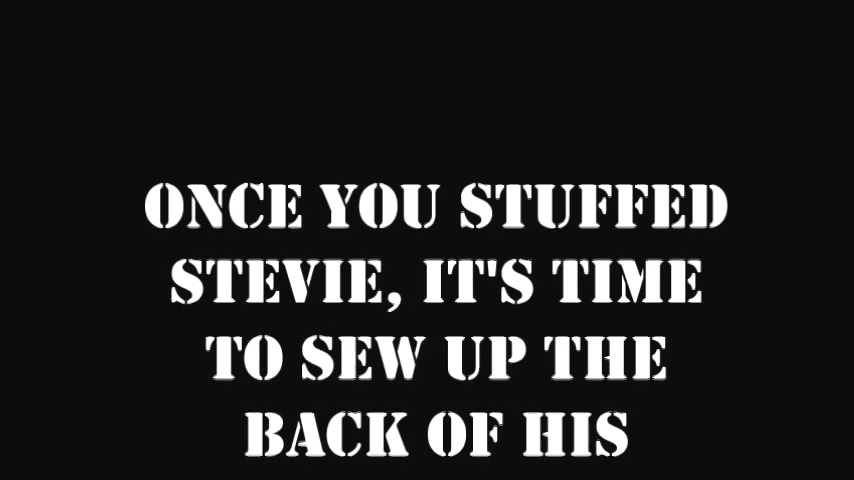 ONCE YOU STUFFED
STEVIE, IT'S TIME
TO SEW UP THE
BACK OF HIS